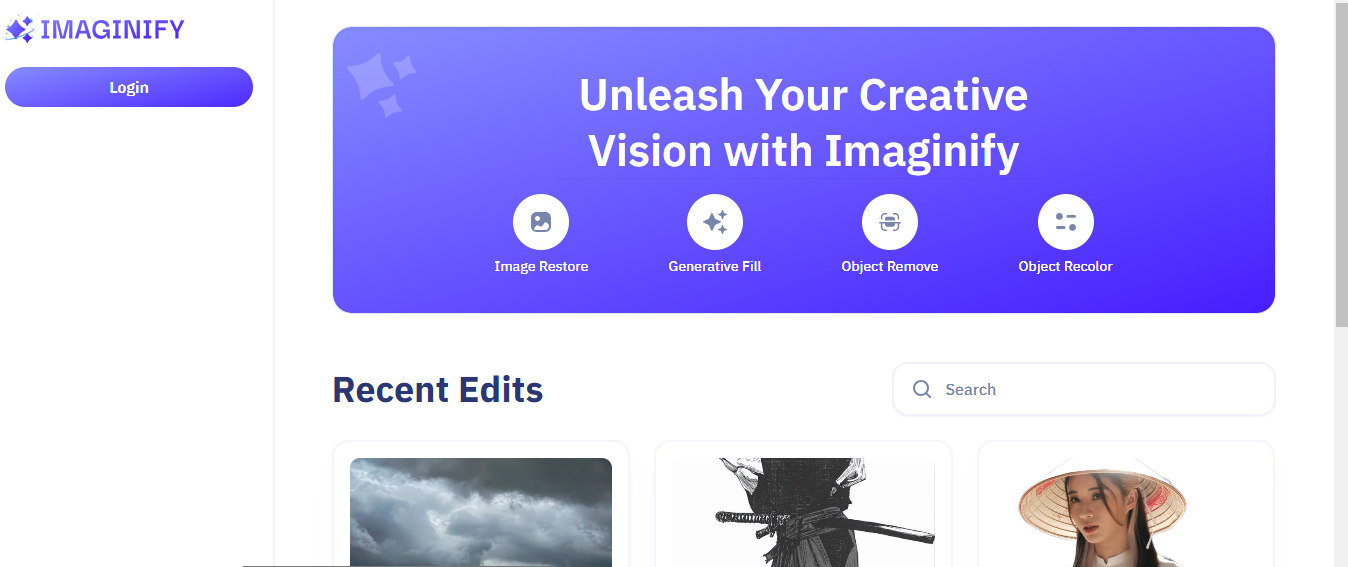 IMAGINIFY
Login
Unleash Your Creative
Vision with Imaginify
Image Restore
Generative Fill
Object Remove
Object Recolor
Recent Edits
Search